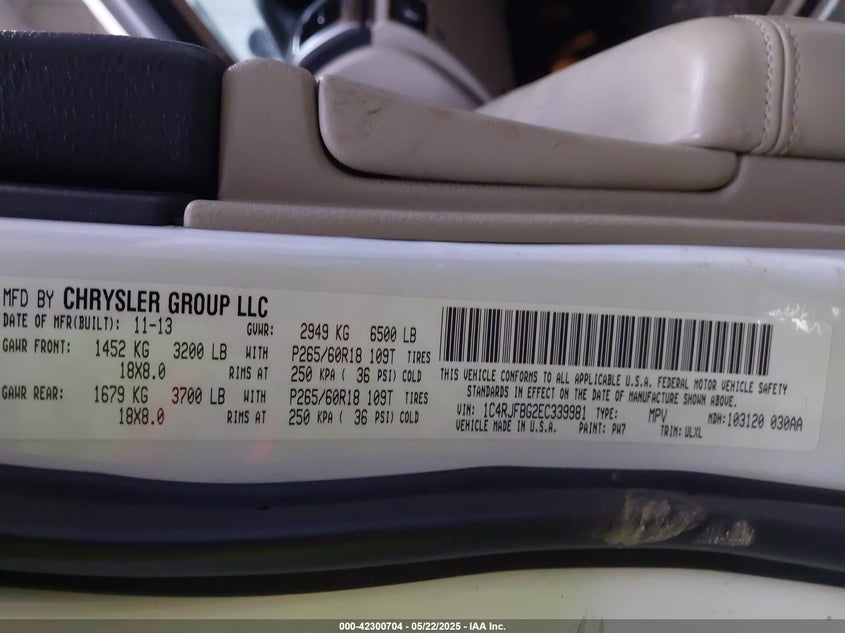 MFD BY CHRYSLER GROUP LLC
DATE OF MFR(BUILT): 11-13 GVWR: 2949 KG 6500 LB
GAWR FRONT: 1452 KG 3200 LB WITH P265/60R18 109T TIRES
18X8.0 RIMS AT 250 KPA ( 36 PSI) COLD
GAWR REAR: 1679 KG 3700 LB WITH P265/60R18 109T TIRES
18X8.0 RIMS AT 250 KPA ( 36 PSI) COLD
THIS VEHICLE CONFORMS TO ALL APPLICABLE U.S.A. FEDERAL MOTOR VEHICLE SAFETY
STANDARDS IN EFFECT ON THE DATE OF MANUFACTURE SHOWN ABOVE.
VIN: 1C4RJFBG2EC339981 TYPE: MPV MDH: 103120 030AA
VEHICLE MADE IN U.S.A. PAINT: PW7 TRIM: ULXL
000-42300704 - 05/22/2025 - IAA Inc.